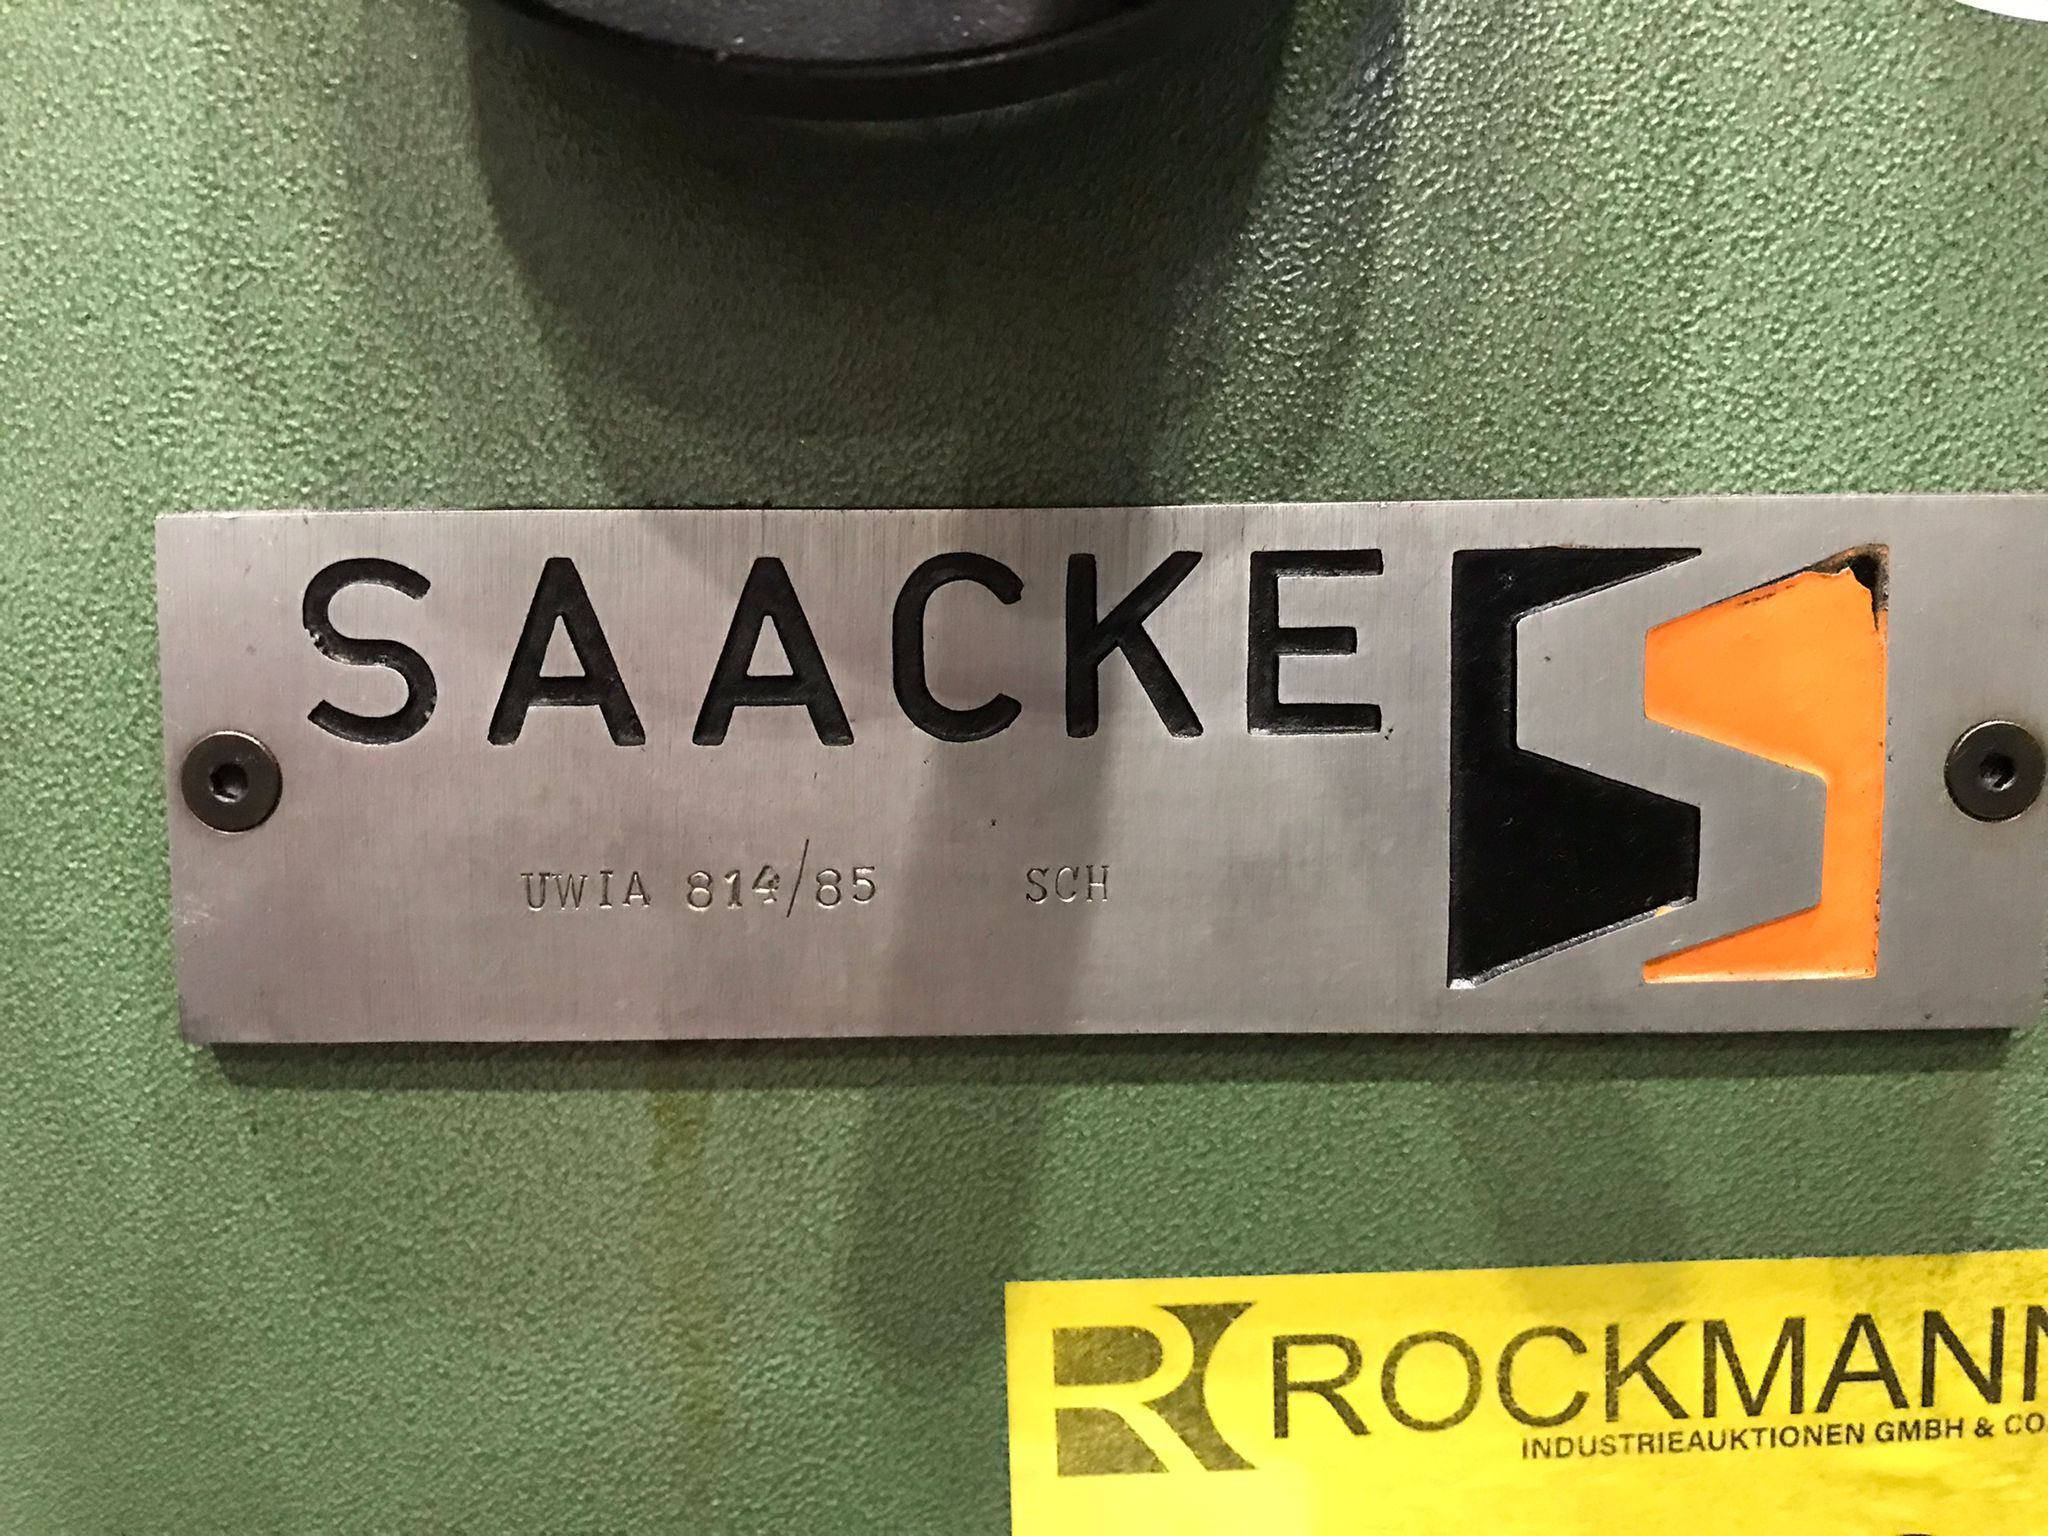 SAACKE
UWIA 814/85 SCH
ROCKMANN
INDUSTRIEAUKTIONEN GMBH & CO